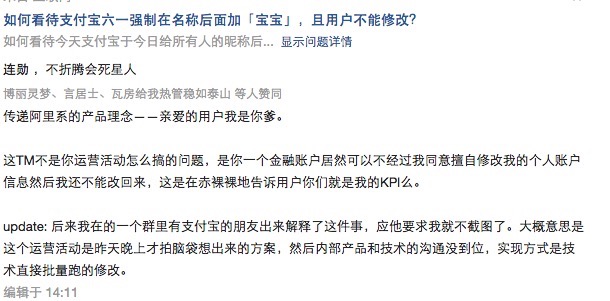 如何看待支付宝六一强制在名称后面加「宝宝」，且用户不能修改？
如何看待今天支付宝于今日给所有人的昵称后... 显示问题详情
连勋 ，不折腾会死星人
博丽灵梦、言居士、瓦房给我热管稳如泰山 等人赞同
传递阿里系的产品理念——亲爱的用户我是你爹。
这TM不是你运营活动怎么搞的问题，是你一个金融账户居然可以不经过我同意擅自修改我的个人账户
信息然后我还不能改回来，这是在赤裸裸地告诉用户你们就是我的KPI么。
update: 后来我在的一个群里有支付宝的朋友出来解释了这件事，应他要求我就不截图了。大概意思是
这个运营活动是昨天晚上才拍脑袋想出来的方案，然后内部产品和技术的沟通没到位，实现方式是技
术直接批量跑的修改。
编辑于 14:11